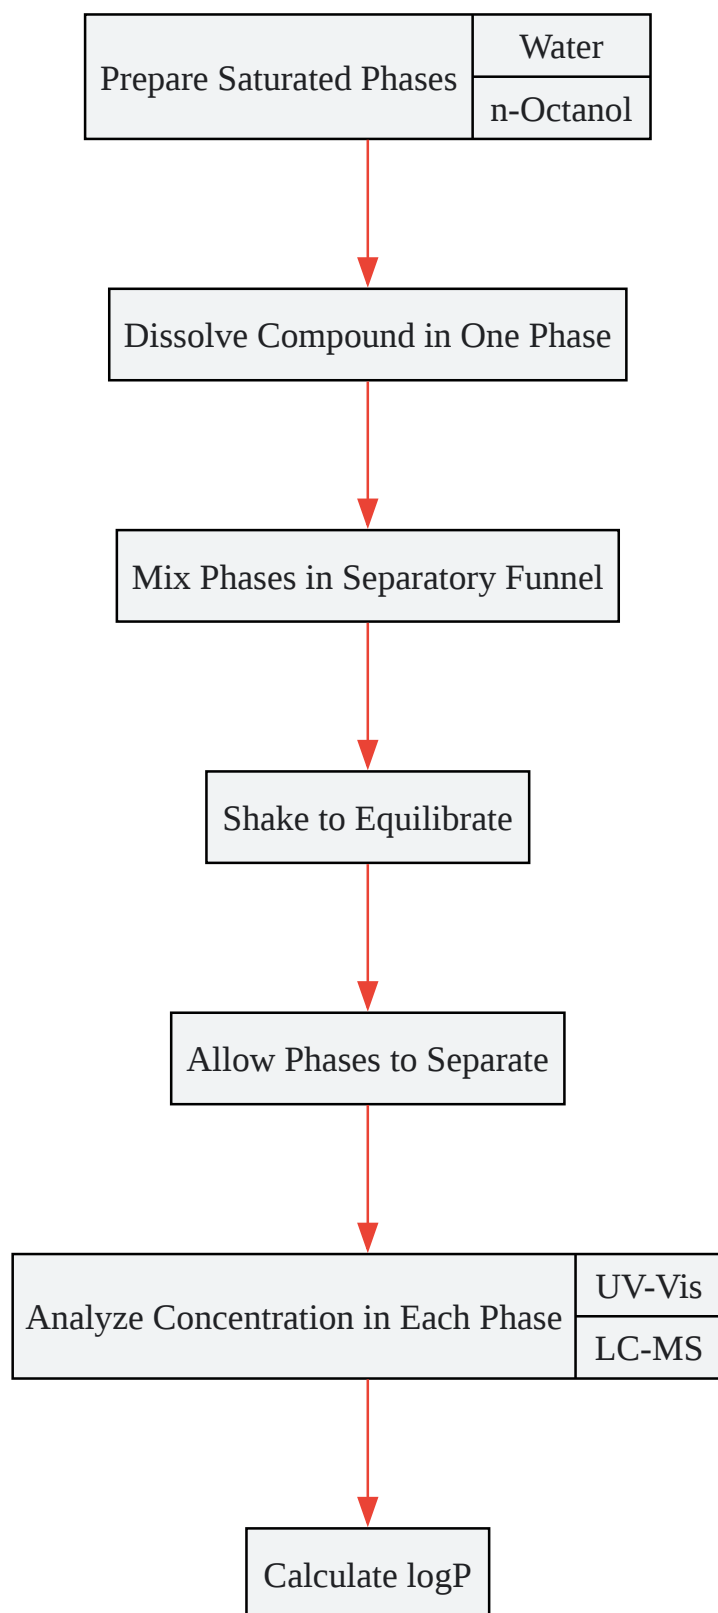 Prepare Saturated Phases
Water
n-Octanol
Dissolve Compound in One Phase
Mix Phases in Separatory Funnel
Shake to Equilibrate
Allow Phases to Separate
Analyze Concentration in Each Phase
UV-Vis
LC-MS
Calculate logP